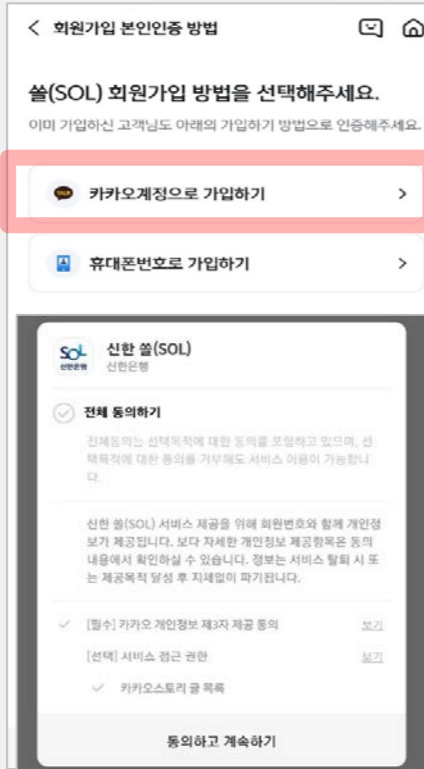 회원가입 본인인증 방법
쏠(SOL) 회원가입 방법을 선택해주세요.
이미 가입하신 고객님도 아래의 가입하기 방법으로 인증해주세요.
TALK 카카오계정으로 가입하기
휴대폰번호로 가입하기
SOL 신한 쏠(SOL)
신한은행 신한은행
전체 동의하기
전체동의는 선택목적에 대한 동의를 포함하고 있으며, 선
택목적에 대한 동의를 거부해도 서비스 이용이 가능합니
다.
신한 쏠(SOL) 서비스 제공을 위해 회원번호와 함께 개인정
보가 제공됩니다. 보다 자세한 개인정보 제공항목은 동의
내용에서 확인하실 수 있습니다. 정보는 서비스 탈퇴 시 또
는 제공목적 달성 후 지체없이 파기됩니다.
[필수] 카카오 개인정보 제3자 제공 동의 보기
[선택] 서비스 접근 권한 보기
카카오스토리 글 목록
동의하고 계속하기